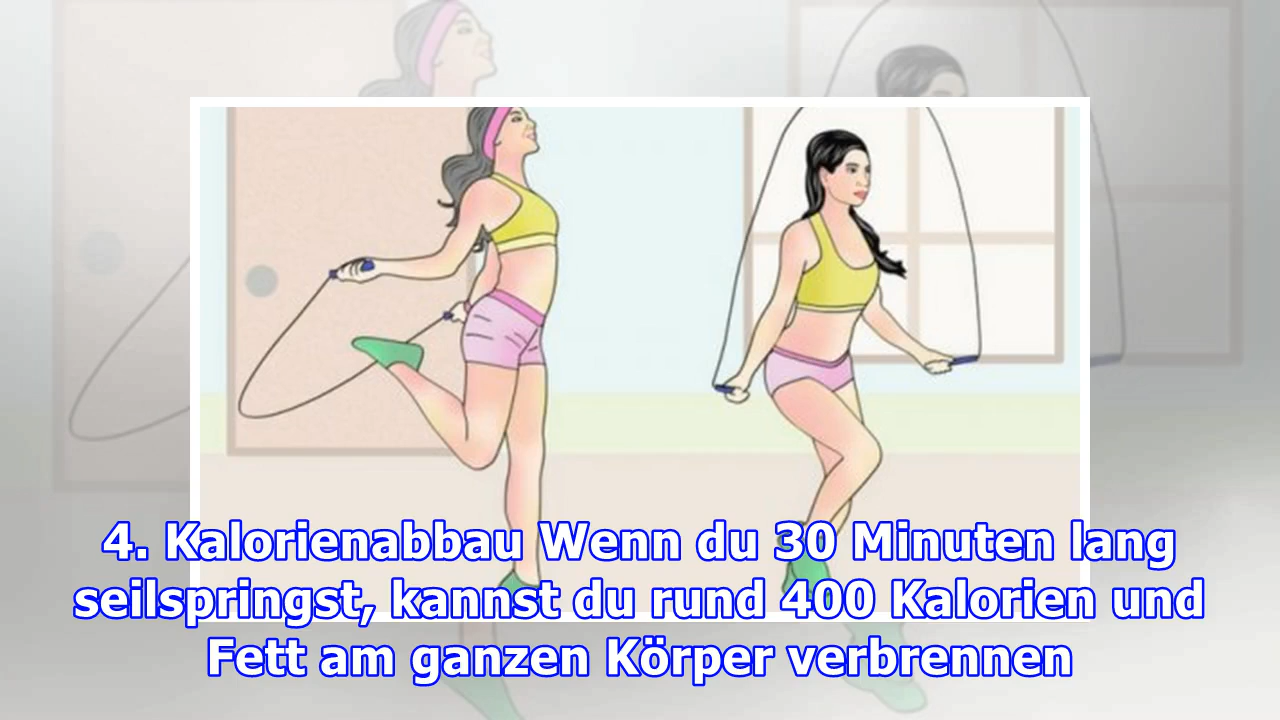 4. Kalorienabbau Wenn du 30 Minuten lang
seilspringst, kannst du rund 400 Kalorien und
Fett am ganzen Körper verbrennen